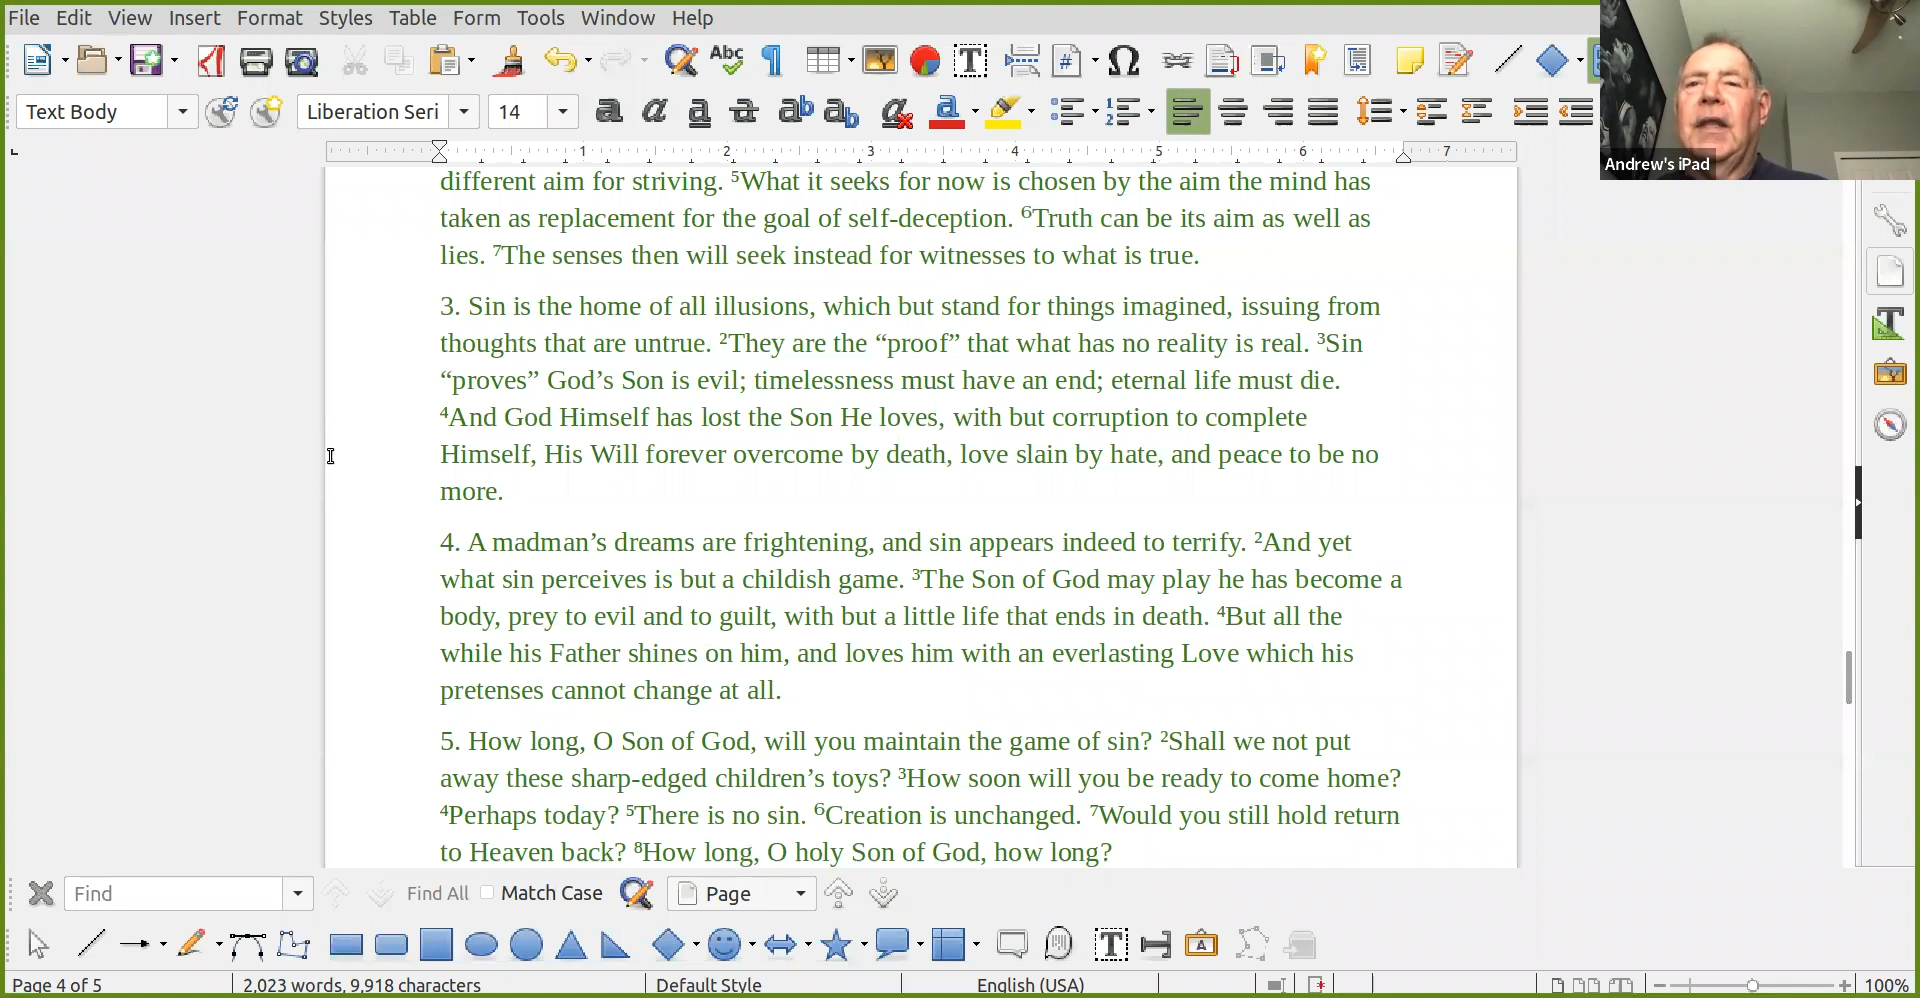 File Edit View Insert Format Styles Table Form Tools Window Help
Abc
Text Body
Liberation Seri
14
1 2 3 4 5 6 7
Andrew's iPad
different aim for striving. ⁵What it seeks for now is chosen by the aim the mind has
taken as replacement for the goal of self-deception. ⁶Truth can be its aim as well as
lies. ⁷The senses then will seek instead for witnesses to what is true.
3. Sin is the home of all illusions, which but stand for things imagined, issuing from
thoughts that are untrue. ²They are the “proof” that what has no reality is real. ³Sin
“proves” God’s Son is evil; timelessness must have an end; eternal life must die.
⁴And God Himself has lost the Son He loves, with but corruption to complete
Himself, His Will forever overcome by death, love slain by hate, and peace to be no
more.
4. A madman’s dreams are frightening, and sin appears indeed to terrify. ²And yet
what sin perceives is but a childish game. ³The Son of God may play he has become a
body, prey to evil and to guilt, with but a little life that ends in death. ⁴But all the
while his Father shines on him, and loves him with an everlasting Love which his
pretenses cannot change at all.
5. How long, O Son of God, will you maintain the game of sin? ²Shall we not put
away these sharp-edged children’s toys? ³How soon will you be ready to come home?
⁴Perhaps today? ⁵There is no sin. ⁶Creation is unchanged. ⁷Would you still hold return
to Heaven back? ⁸How long, O holy Son of God, how long?
Find
Find All
Match Case
Page
Page 4 of 5
2,023 words, 9,918 characters
Default Style
English (USA)
100%